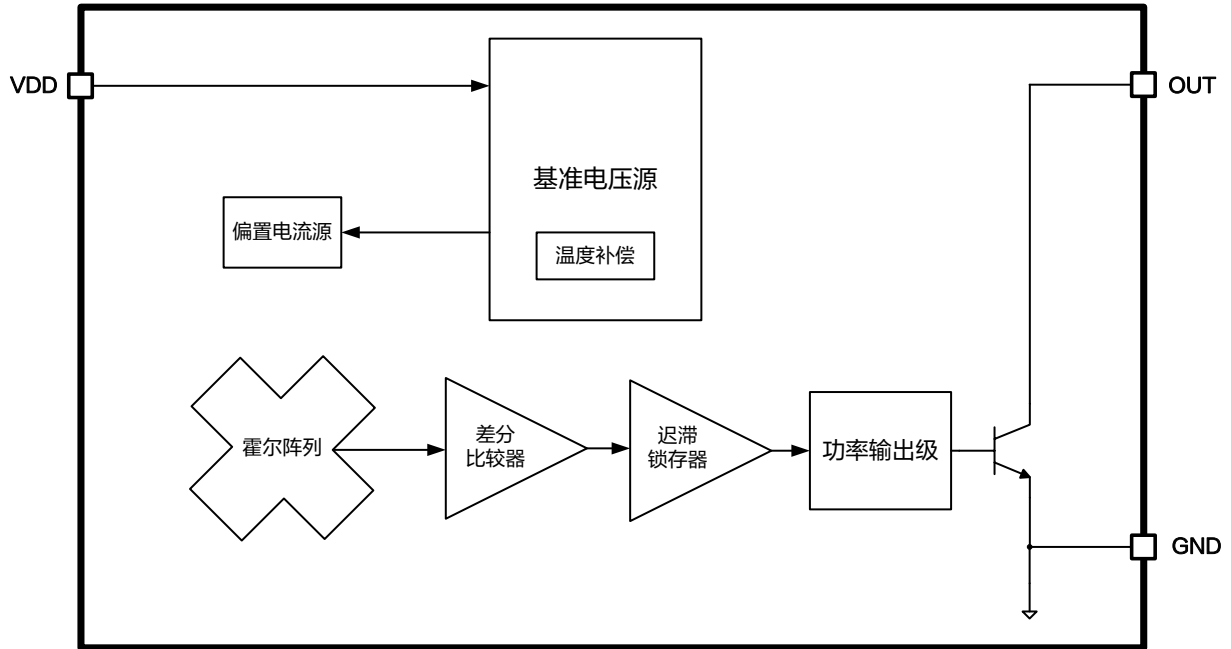 VDD
OUT
基准电压源
偏置电流源
温度补偿
霍尔阵列
差分
比较器
迟滞
锁存器
功率输出级
GND